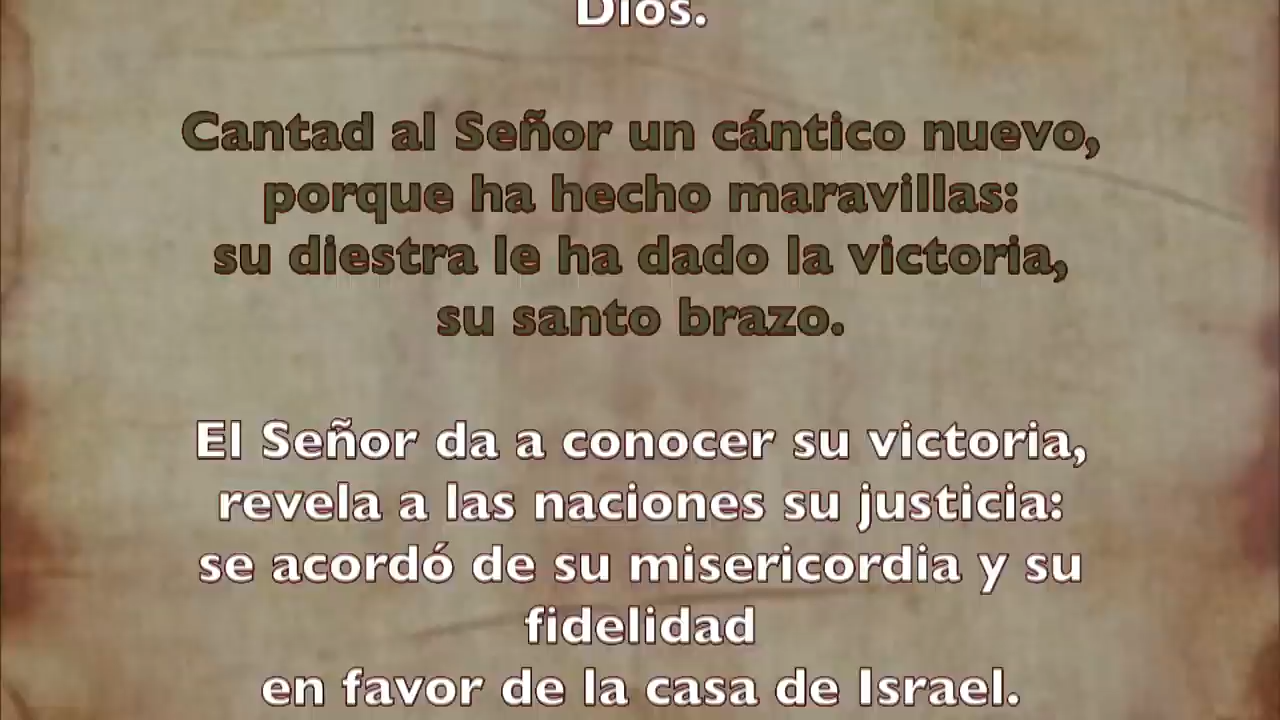 Dios.
Cantad al Señor un cántico nuevo,
porque ha hecho maravillas:
su diestra le ha dado la victoria,
su santo brazo.
El Señor da a conocer su victoria,
revela a las naciones su justicia:
se acordó de su misericordia y su
fidelidad
en favor de la casa de Israel.